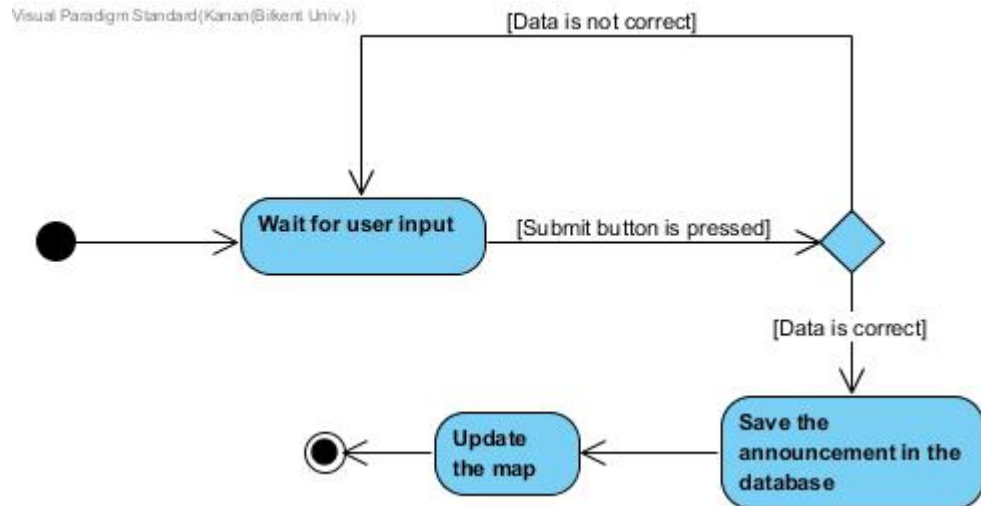 Visual Paradigm Standard(Kanan(Bilkent Univ.))
[Data is not correct]
Wait for user input
[Submit button is pressed]
[Data is correct]
Update
the map
Save the
announcement in the
database